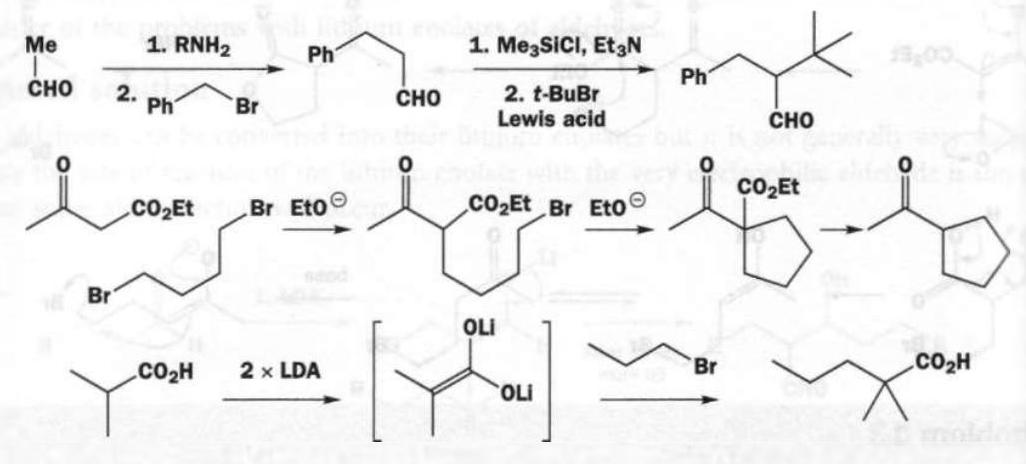 Me
CHO
1. RNH₂
2. Ph Br
Ph
CHO
1. Me₃SiCl, Et₃N
2. t-BuBr
Lewis acid
Ph
CHO
O
CO₂Et
Br
Br
EtO⊖
O
CO₂Et
Br
EtO⊖
O
CO₂Et
O
CO₂H
2 × LDA
OLi
OLi
Br
CO₂H